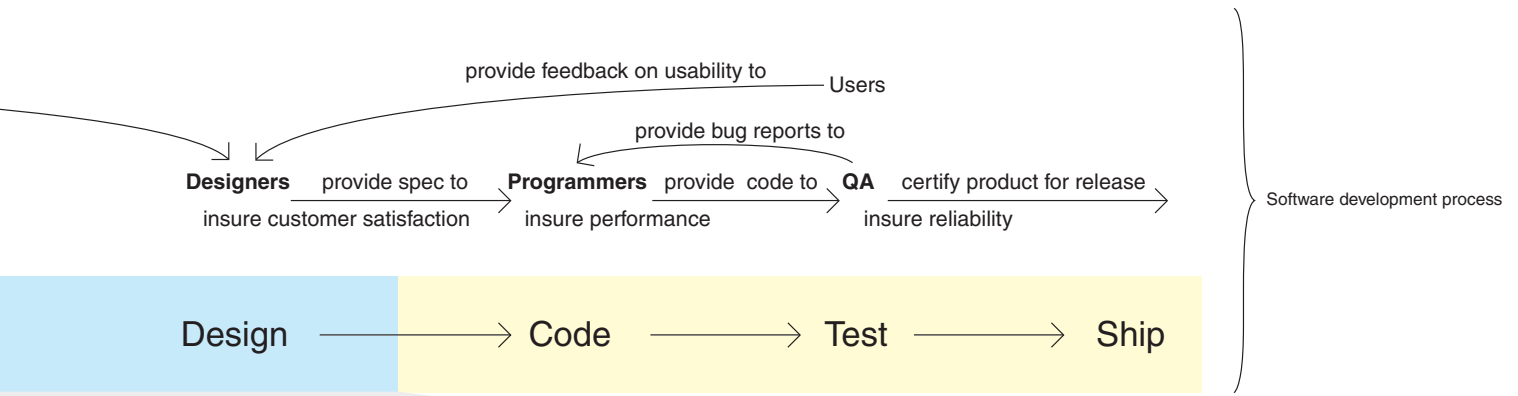 provide feedback on usability to
Users
provide bug reports to
Designers provide spec to Programmers provide code to QA certify product for release
insure customer satisfaction insure performance insure reliability
Software development process
Design Code Test Ship